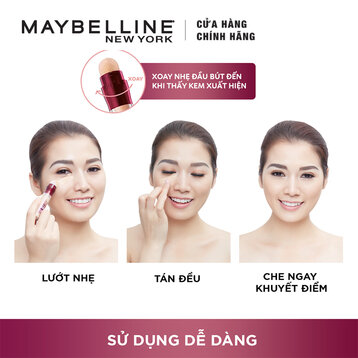 MAYBELLINE
NEW YORK
CỬA HÀNG
CHÍNH HÃNG
XOAY
XOAY NHẸ ĐẦU BÚT ĐẾN
KHI THẤY KEM XUẤT HIỆN
LƯỚT NHẸ
TÁN ĐỀU
CHE NGAY
KHUYẾT ĐIỂM
SỬ DỤNG DỄ DÀNG